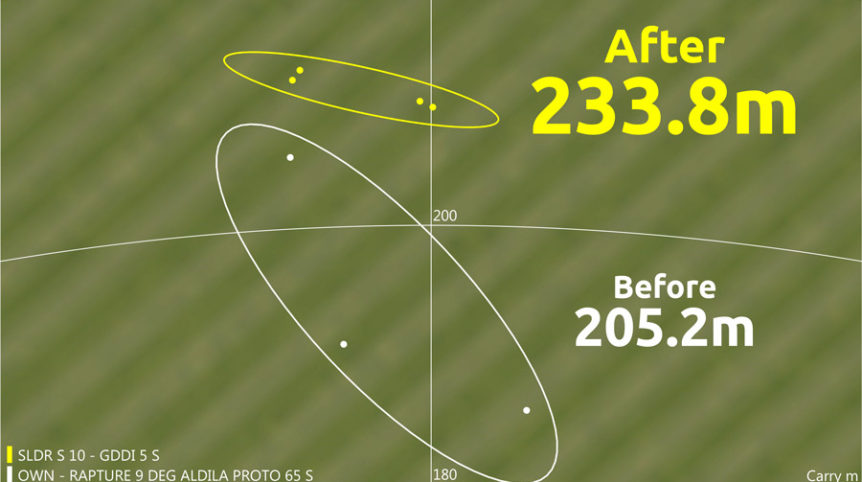 After
233.8m
200
Before
205.2m
SLDR S 10 - GDDI 5 S
OWN - RAPTURE 9 DEG ALDILA PROTO 65 S
180
Carry m